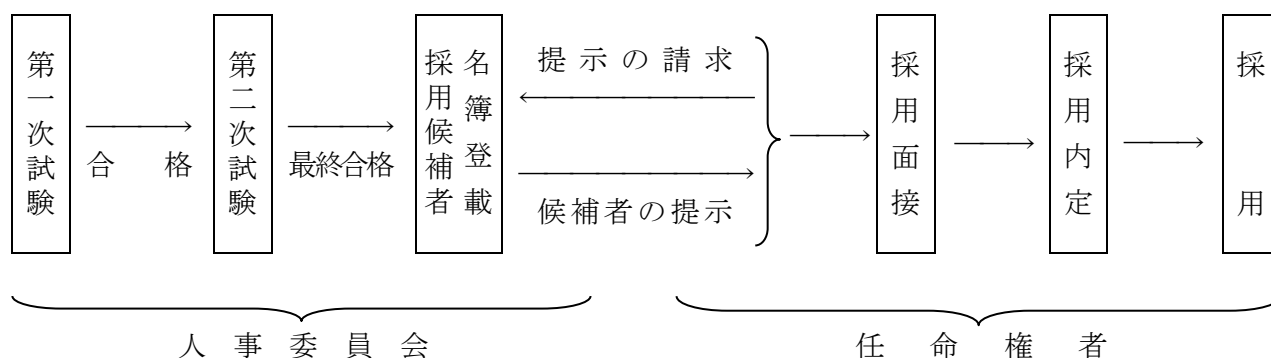 第一次試験
合格
第二次試験
最終合格
採用候補者
名簿登載
提示の請求
候補者の提示
採用面接
採用内定
採用
人事委員会
任命権者